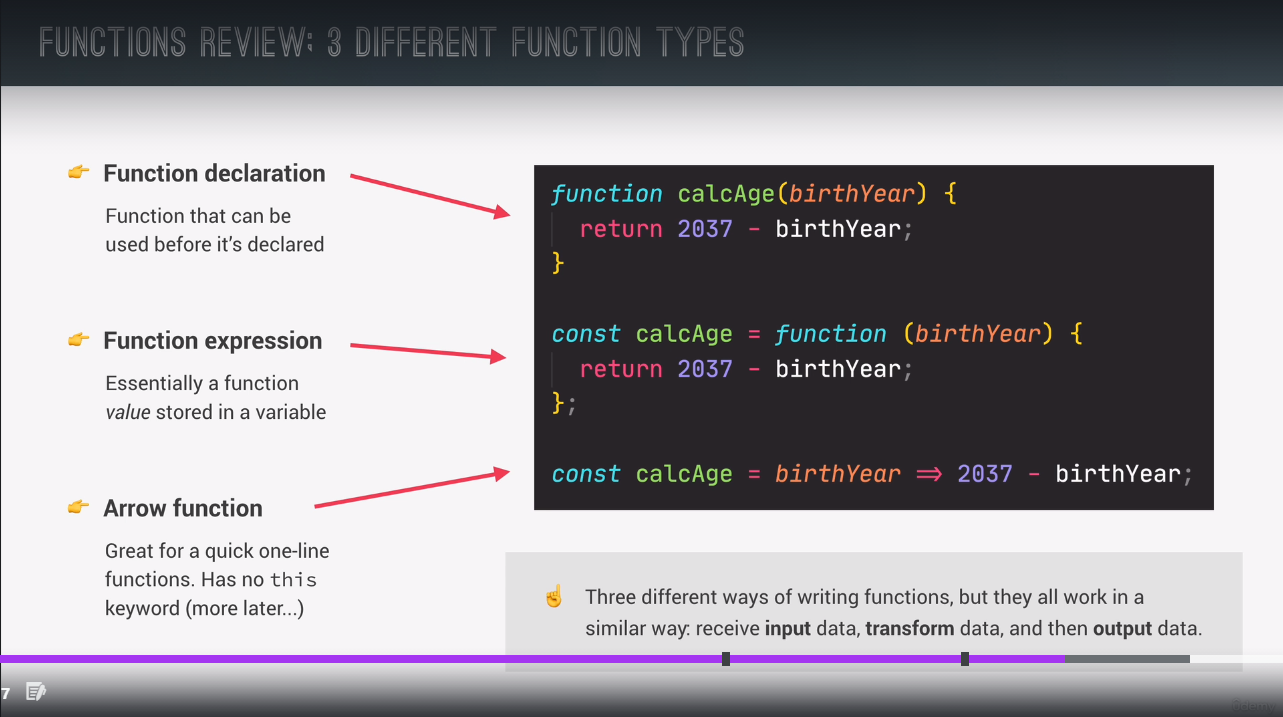 FUNCTIONS REVIEW: 3 DIFFERENT FUNCTION TYPES
👉 Function declaration
Function that can be
used before it’s declared
👉 Function expression
Essentially a function
value stored in a variable
👉 Arrow function
Great for a quick one-line
functions. Has no this
keyword (more later...)
function calcAge(birthYear) {
  return 2037 - birthYear;
}
const calcAge = function (birthYear) {
  return 2037 - birthYear;
};
const calcAge = birthYear => 2037 - birthYear;
☝️ Three different ways of writing functions, but they all work in a
similar way: receive input data, transform data, and then output data.
7
Udemy